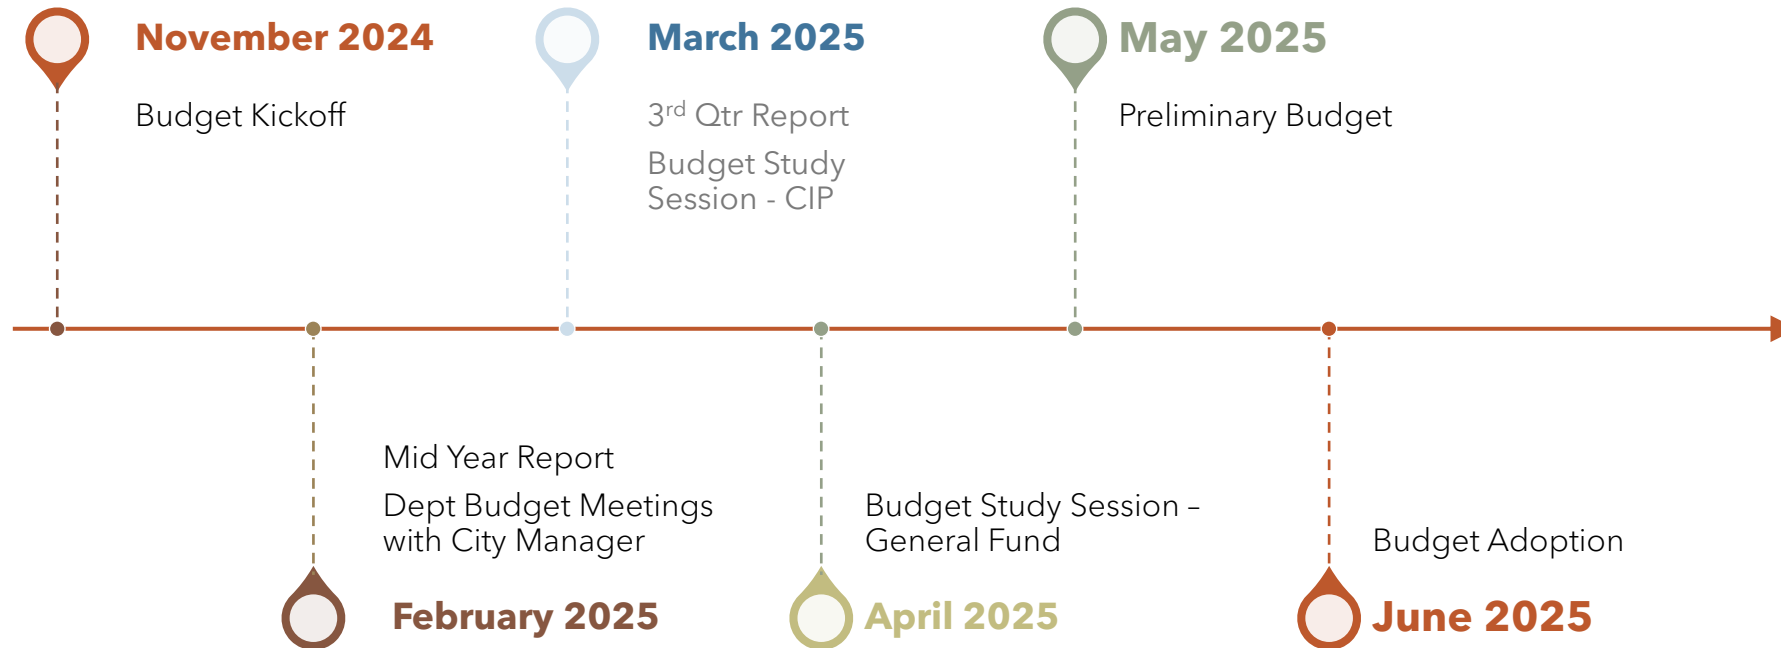 November 2024
Budget Kickoff
March 2025
3rd Qtr Report
Budget Study
Session - CIP
May 2025
Preliminary Budget
Mid Year Report
Dept Budget Meetings
with City Manager
February 2025
Budget Study Session –
General Fund
April 2025
Budget Adoption
June 2025